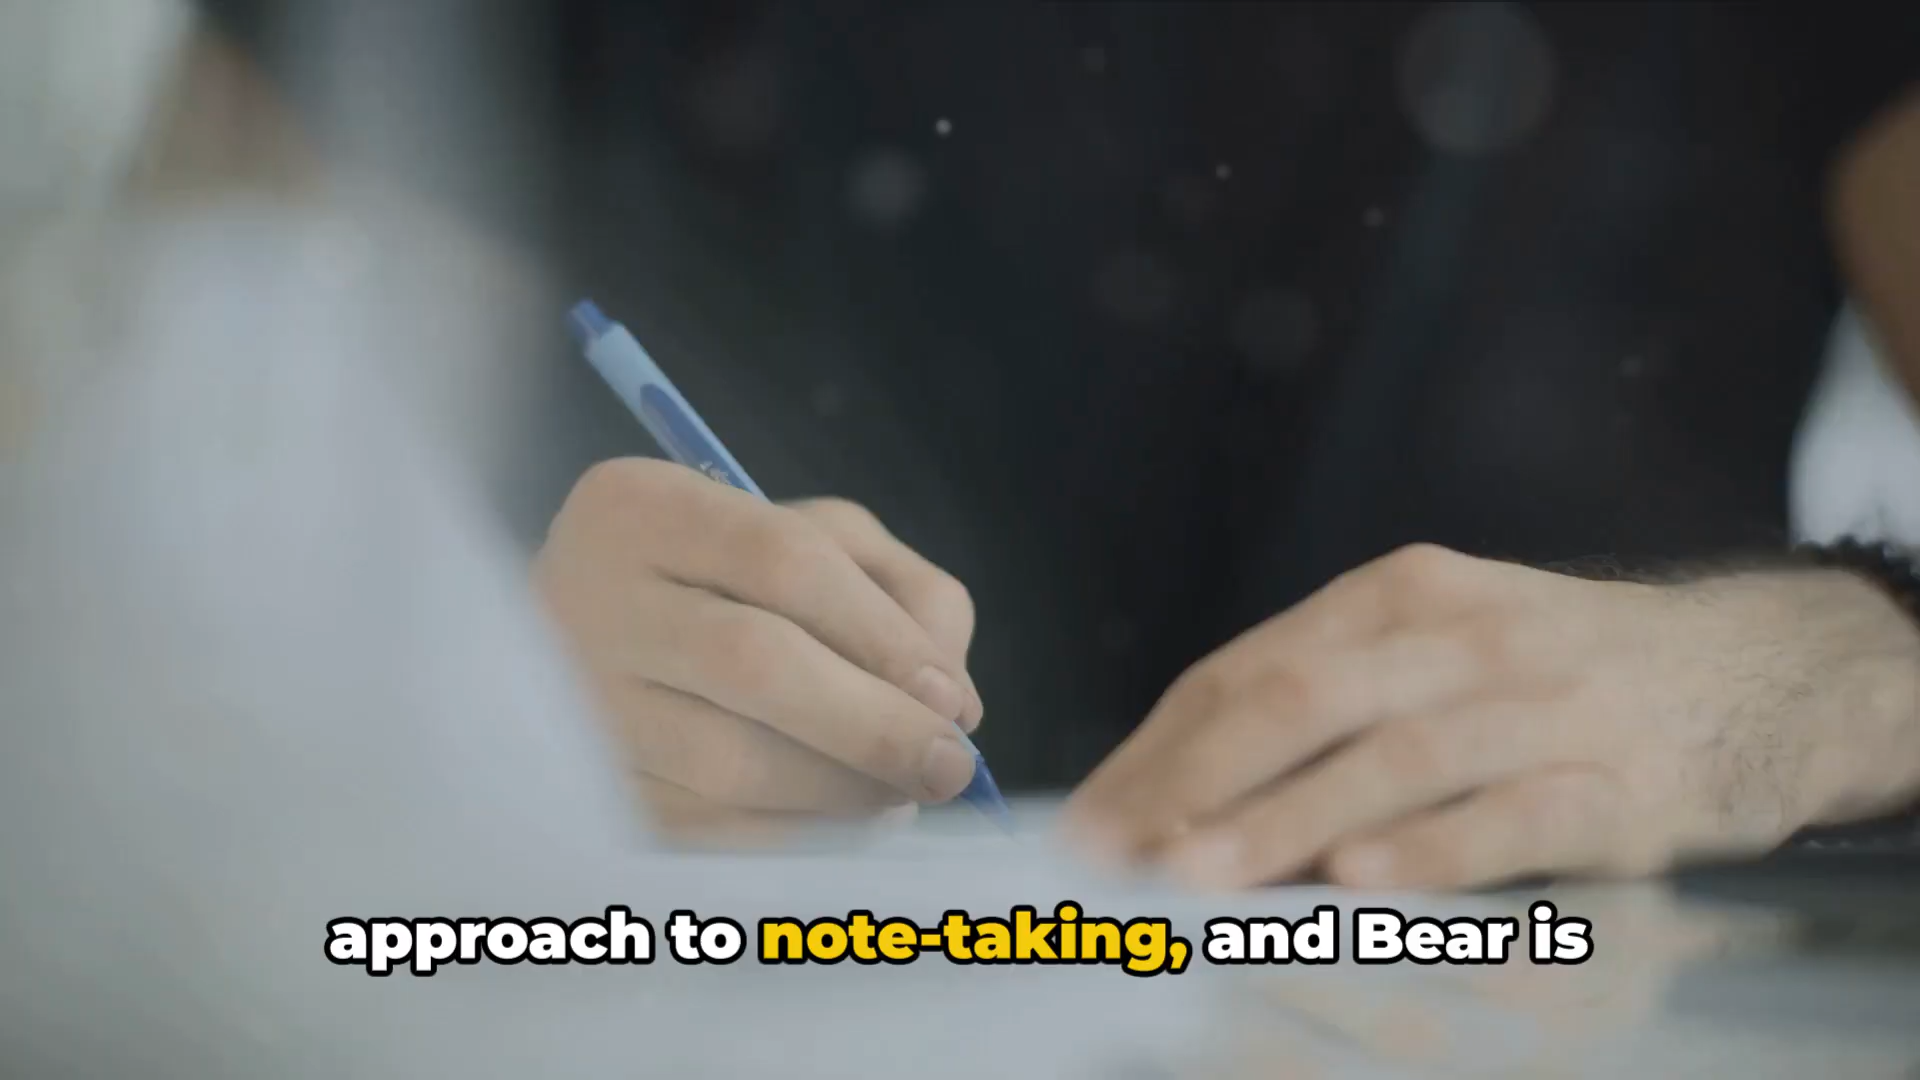 approach to note-taking, and Bear is